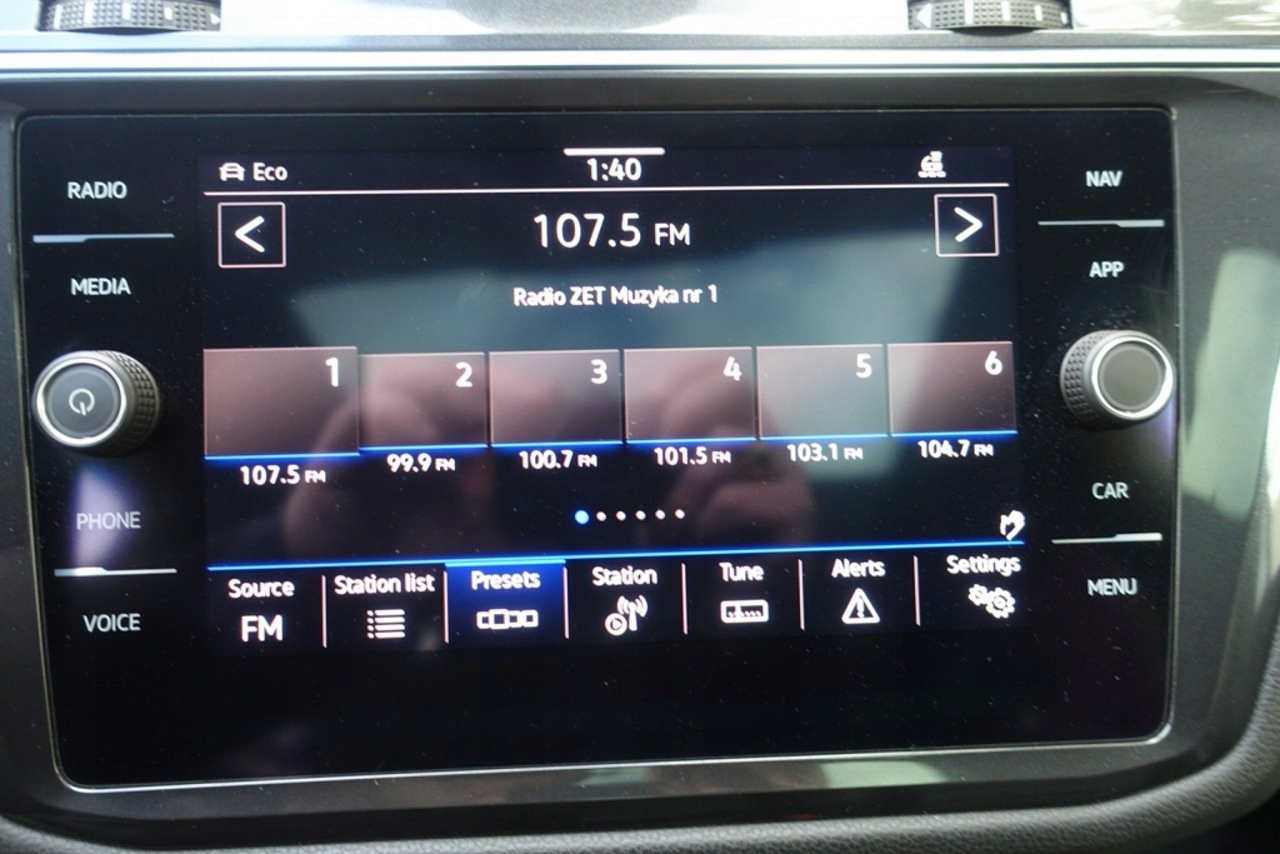 RADIO
MEDIA
PHONE
VOICE
Eco
1:40
107.5 FM
Radio ZET Muzyka nr 1
1 2 3 4 5 6
107.5 FM 99.9 FM 100.7 FM 101.5 FM 103.1 FM 104.7 FM
Source Station list Presets Station Tune Alerts Settings
FM
NAV
APP
CAR
MENU